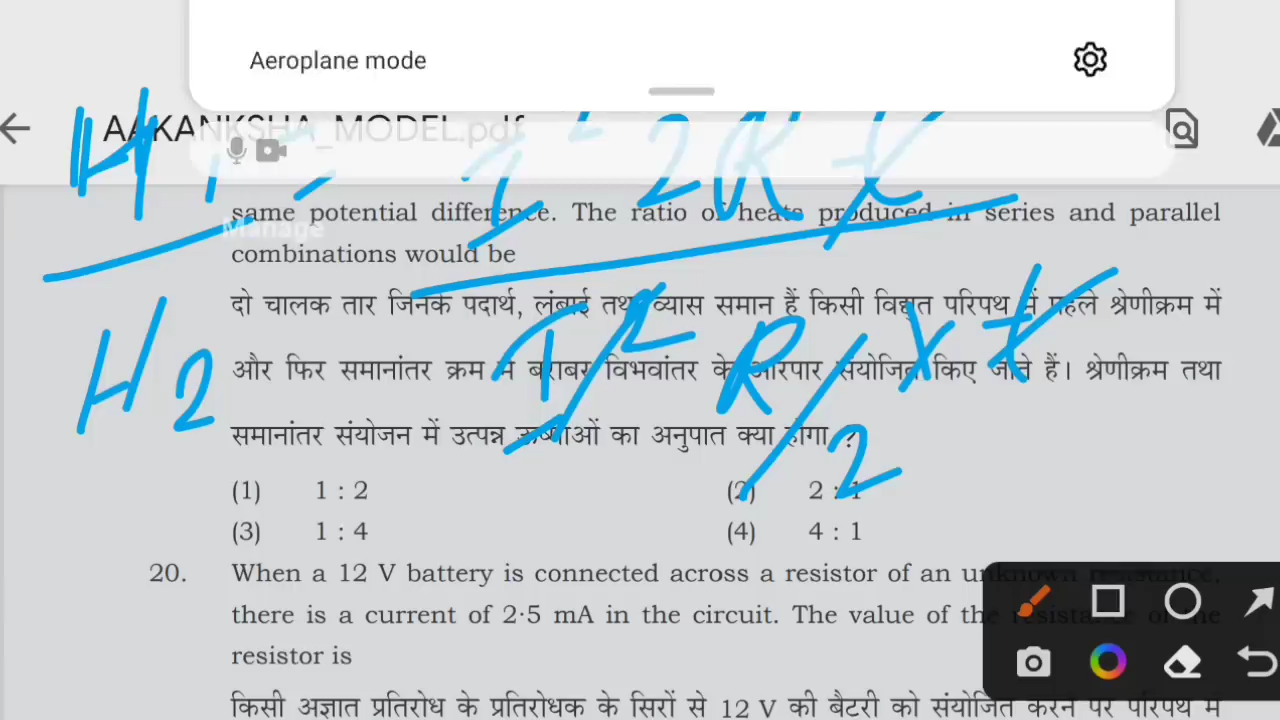 Aeroplane mode
AAKANKSHA_MODEL.pdf
Manage
same potential difference. The ratio of heats produced in series and parallel
combinations would be
दो चालक तार जिनके पदार्थ, लंबाई तथा व्यास समान हैं किसी विद्युत परिपथ में पहले श्रेणीक्रम में
और फिर समानांतर क्रम में बराबर विभवांतर के आरपार संयोजित किए जाते हैं। श्रेणीक्रम तथा
समानांतर संयोजन में उत्पन्न ऊष्माओं का अनुपात क्या होगा ?
(1) 1 : 2 (2) 2 : 1
(3) 1 : 4 (4) 4 : 1
20. When a 12 V battery is connected across a resistor of an unknown resistance,
there is a current of 2·5 mA in the circuit. The value of the resistance of the
resistor is
किसी अज्ञात प्रतिरोध के प्रतिरोधक के सिरों से 12 V की बैटरी को संयोजित करने पर परिपथ में
H1 = I² 2R x t
H2 I² R/2 x t